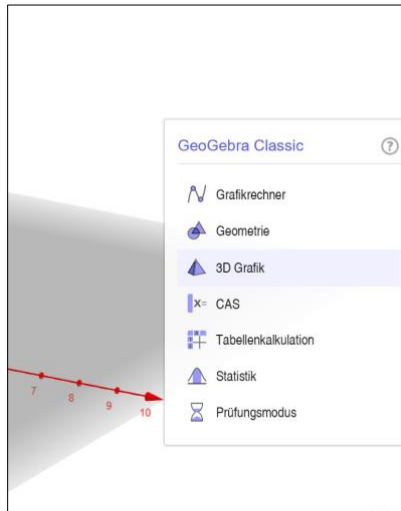 GeoGebra Classic ?
Grafikrechner
Geometrie
3D Grafik
X= CAS
Tabellenkalkulation
Statistik
Prüfungsmodus
7 8 9 10